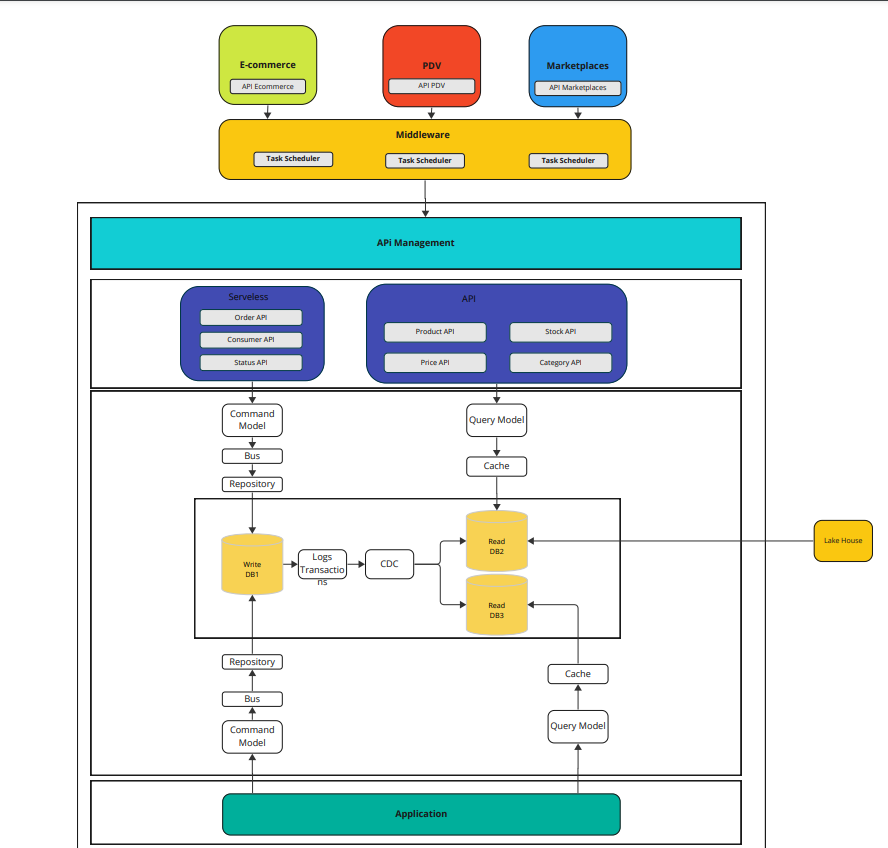 E-commerce
API Ecommerce
PDV
API PDV
Marketplaces
API Marketplaces
Middleware
Task Scheduler
Task Scheduler
Task Scheduler
APi Management
Serveless
Order API
Consumer API
Status API
API
Product API
Stock API
Price API
Category API
Command
Model
Bus
Repository
Query Model
Cache
Write
DB1
Logs
Transactio
ns
CDC
Read
DB2
Read
DB3
Lake House
Repository
Bus
Command
Model
Cache
Query Model
Application